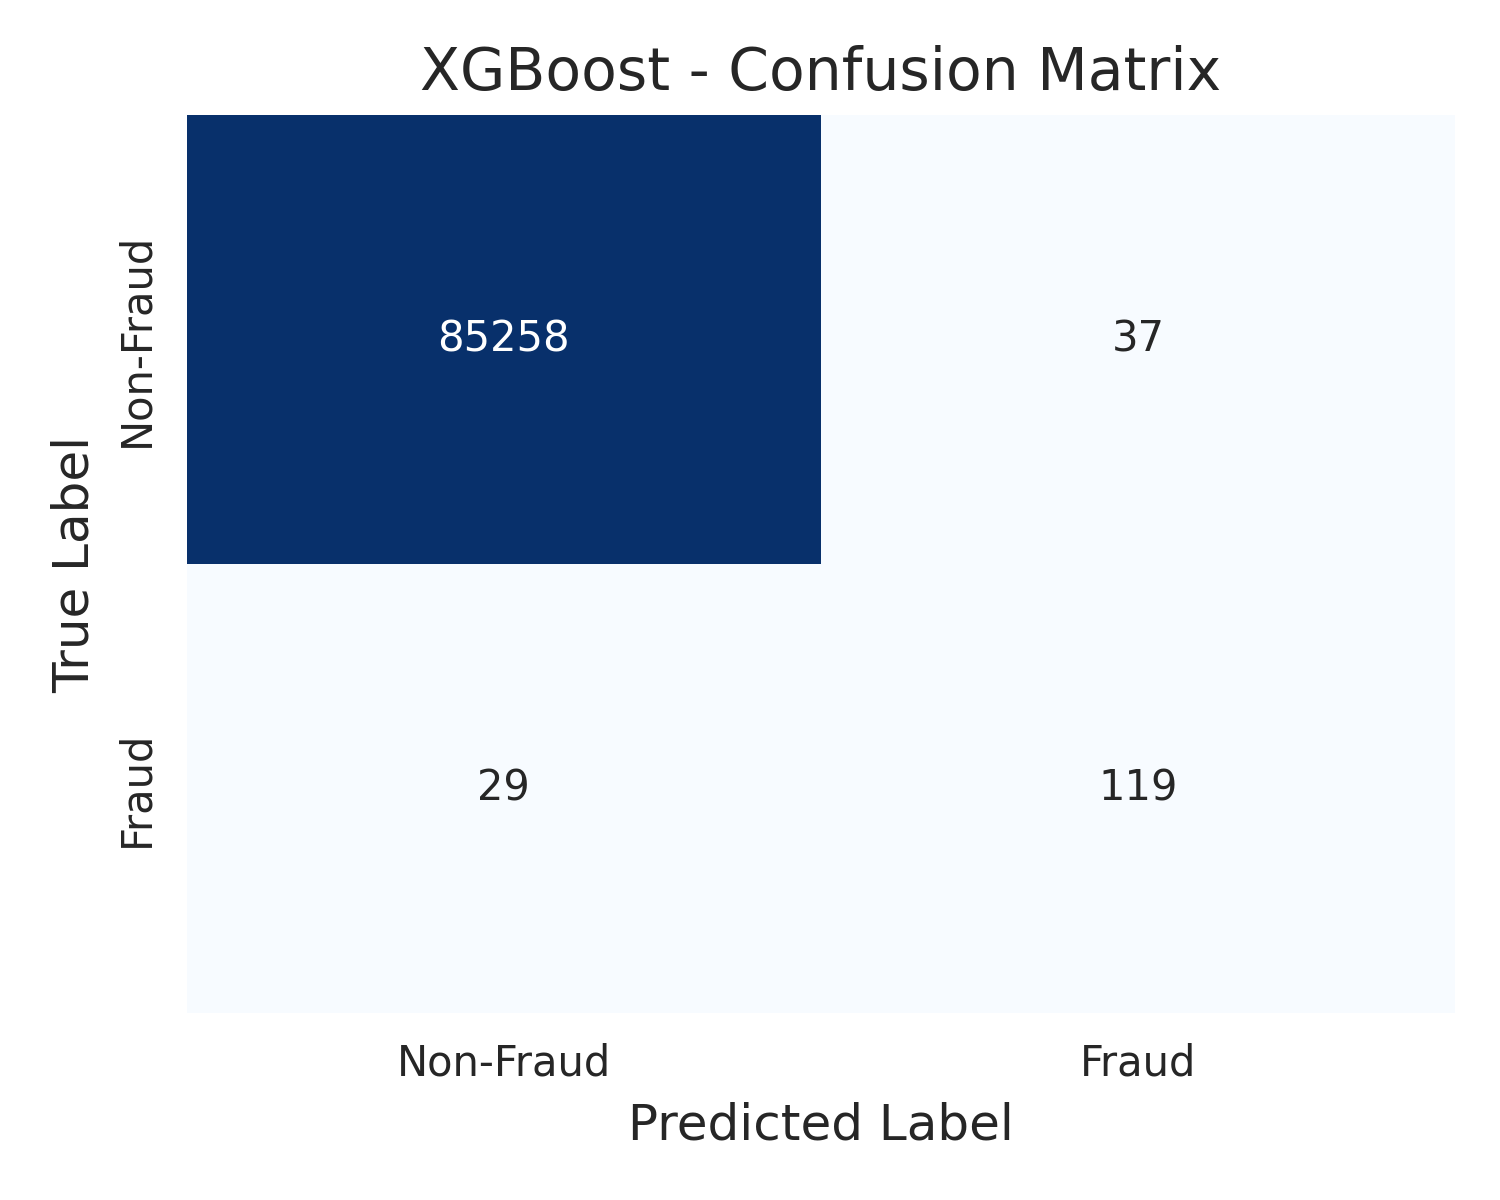 XGBoost - Confusion Matrix
True Label
Non-Fraud
85258
37
Fraud
29
119
Non-Fraud
Fraud
Predicted Label